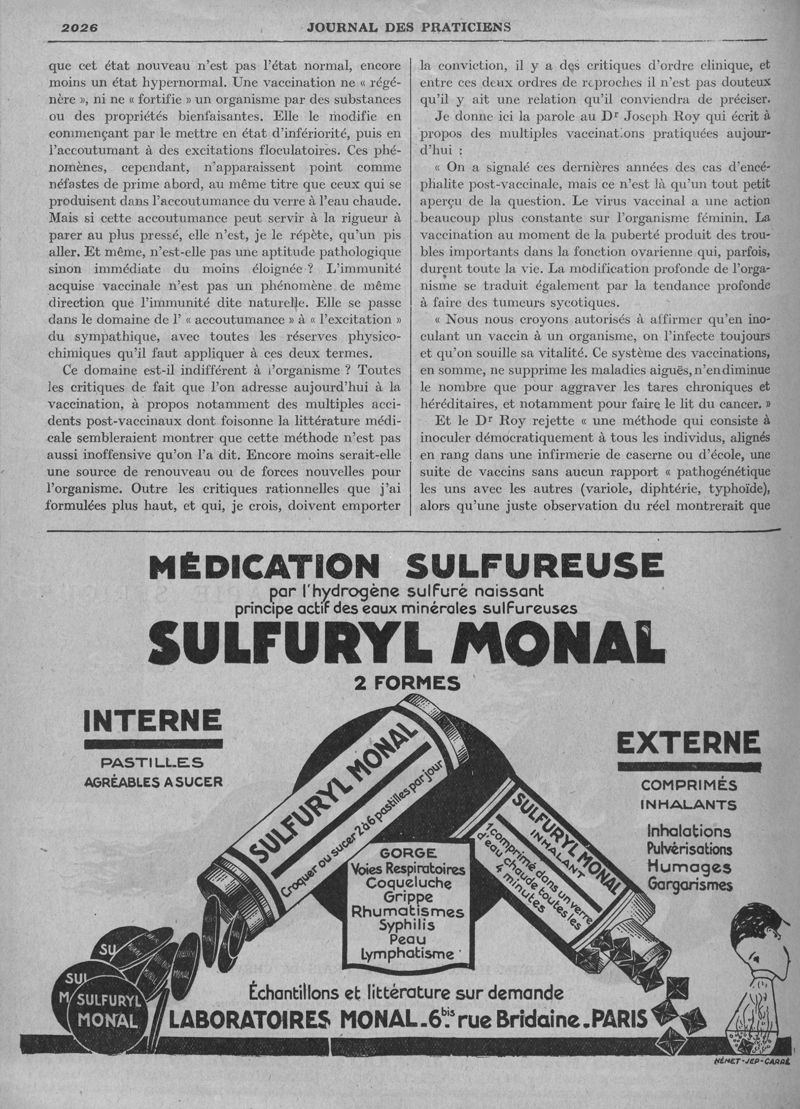 2026
JOURNAL DES PRATICIENS
que cet état nouveau n'est pas l'état normal, encore
moins un état hypernormal. Une vaccination ne « régé-
nère », ni ne « fortifie » un organisme par des substances
ou des propriétés bienfaisantes. Elle le modifie en
commençant par le mettre en état d'infériorité, puis en
l'accoutumant à des excitations floculatoires. Ces phé-
nomènes, cependant, n'apparaissent point comme
néfastes de prime abord, au même titre que ceux qui se
produisent dans l'accoutumance du verre à l'eau chaude.
Mais si cette accoutumance peut servir à la rigueur à
parer au plus pressé, elle n'est, je le répète, qu'un pis
aller. Et même, n'est-elle pas une aptitude pathologique
sinon immédiate du moins éloignée ? L'immunité
acquise vaccinale n'est pas un phénomène de même
direction que l'immunité dite naturelle. Elle se passe
dans le domaine de l' « accoutumance » à « l'excitation »
du sympathique, avec toutes les réserves physico-
chimiques qu'il faut appliquer à ces deux termes.
Ce domaine est-il indifférent à l'organisme ? Toutes
les critiques de fait que l'on adresse aujourd'hui à la
vaccination, à propos notamment des multiples acci-
dents post-vaccinaux dont foisonne la littérature médi-
cale sembleraient montrer que cette méthode n'est pas
aussi inoffensive qu'on l'a dit. Encore moins serait-elle
une source de renouveau ou de forces nouvelles pour
l'organisme. Outre les critiques rationnelles que j'ai
formulées plus haut, et qui, je crois, doivent emporter
la conviction, il y a des critiques d'ordre clinique, et
entre ces deux ordres de reproches il n'est pas douteux
qu'il y ait une relation qu'il conviendra de préciser.
Je donne ici la parole au Dr Joseph Roy qui écrit à
propos des multiples vaccinations pratiquées aujour-
d'hui :
« On a signalé ces dernières années des cas d'encé-
phalite post-vaccinale, mais ce n'est là qu'un tout petit
aperçu de la question. Le virus vaccinal a une action
beaucoup plus constante sur l'organisme féminin. La
vaccination au moment de la puberté produit des trou-
bles importants dans la fonction ovarienne qui, parfois,
durent toute la vie. La modification profonde de l'orga-
nisme se traduit également par la tendance profonde
à faire des tumeurs sycotiques.
« Nous nous croyons autorisés à affirmer qu'en ino-
culant un vaccin à un organisme, on l'infecte toujours
et qu'on souille sa vitalité. Ce système des vaccinations,
en somme, ne supprime les maladies aiguës, n'en diminue
le nombre que pour aggraver les tares chroniques et
héréditaires, et notamment pour faire le lit du cancer. »
Et le Dr Roy rejette « une méthode qui consiste à
inoculer démocratiquement à tous les individus, alignés
en rang dans une infirmerie de caserne ou d'école, une
suite de vaccins sans aucun rapport « pathogénétique
les uns avec les autres (variole, diphtérie, typhoïde),
alors qu'une juste observation du réel montrerait que
MÉDICATION SULFUREUSE
par l'hydrogène sulfuré naissant
principe actif des eaux minérales sulfureuses
SULFURYL MONAL
2 FORMES
INTERNE
PASTILLES
AGRÉABLES A SUCER
EXTERNE
COMPRIMÉS
INHALANTS
Inhalations
Pulvérisations
Humages
Gargarismes
SULFURYL MONAL
Croquer ou sucer 2 à 6 pastilles par jour
SULFURYL MONAL
INHALANT
1 comprimé dans un verre
d'eau chaude toutes les
4 minutes
GORGE
Voies Respiratoires
Coqueluche
Grippe
Rhumatismes
Syphilis
Peau
Lymphatisme
SU
SUL
M
MONAL
SULFURYL
MONAL
Échantillons et littérature sur demande
LABORATOIRES MONAL_6bis rue Bridaine_PARIS
NÉMET-JEP-CARRÉ